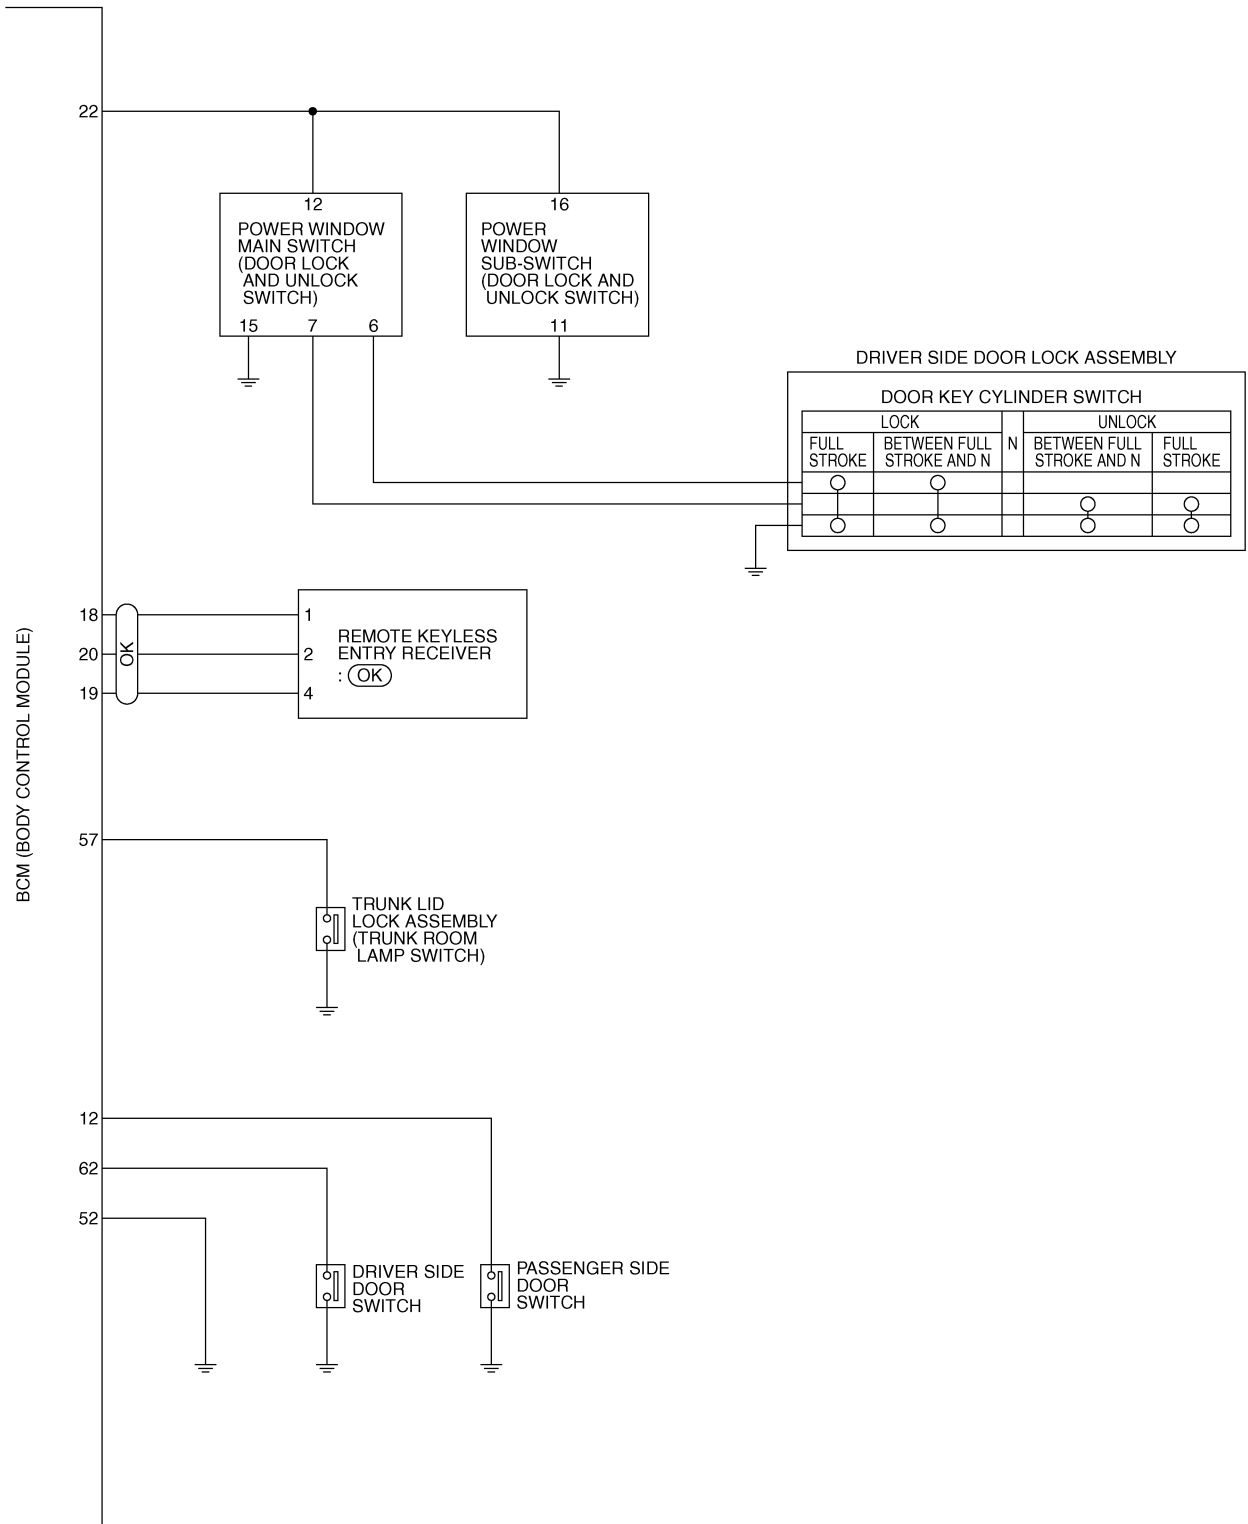 22
12
POWER WINDOW
MAIN SWITCH
(DOOR LOCK
AND UNLOCK
SWITCH)
15 7 6
16
POWER
WINDOW
SUB-SWITCH
(DOOR LOCK AND
UNLOCK SWITCH)
11
DRIVER SIDE DOOR LOCK ASSEMBLY
DOOR KEY CYLINDER SWITCH
LOCK N UNLOCK
FULL
STROKE
BETWEEN FULL
STROKE AND N
BETWEEN FULL
STROKE AND N
FULL
STROKE
BCM (BODY CONTROL MODULE)
18
20
19
OK
1
2
4
REMOTE KEYLESS
ENTRY RECEIVER
: OK
57
TRUNK LID
LOCK ASSEMBLY
(TRUNK ROOM
LAMP SWITCH)
12
62
52
DRIVER SIDE
DOOR
SWITCH
PASSENGER SIDE
DOOR
SWITCH